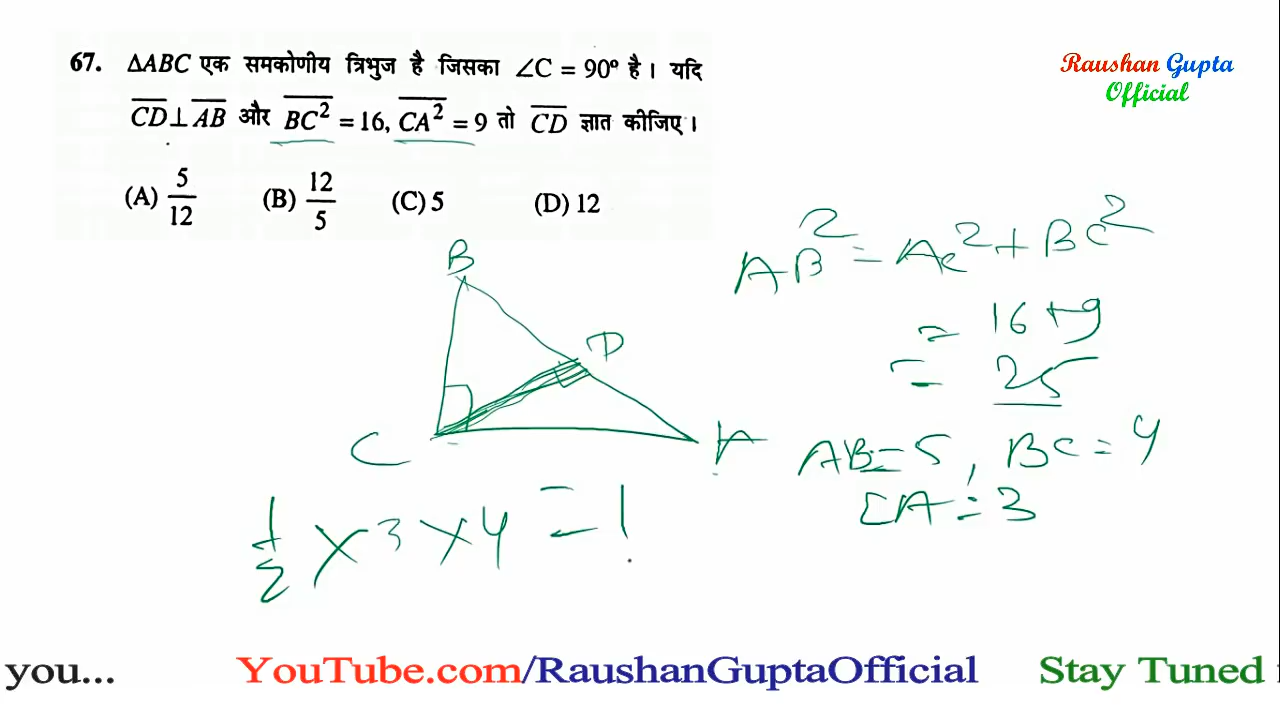 67. ΔABC एक समकोणीय त्रिभुज है जिसका ∠C = 90° है। यदि
CD ⊥ AB और BC² = 16, CA² = 9 तो CD ज्ञात कीजिए।
(A) 5/12 (B) 12/5 (C) 5 (D) 12
Raushan Gupta
Official
B
D
C
A
AB² = AC² + BC²
= 16 + 9
= 25
AB = 5, BC = 4
CA = 3
1/2 × 3 × 4 = 1
you... YouTube.com/RaushanGuptaOfficial Stay Tuned